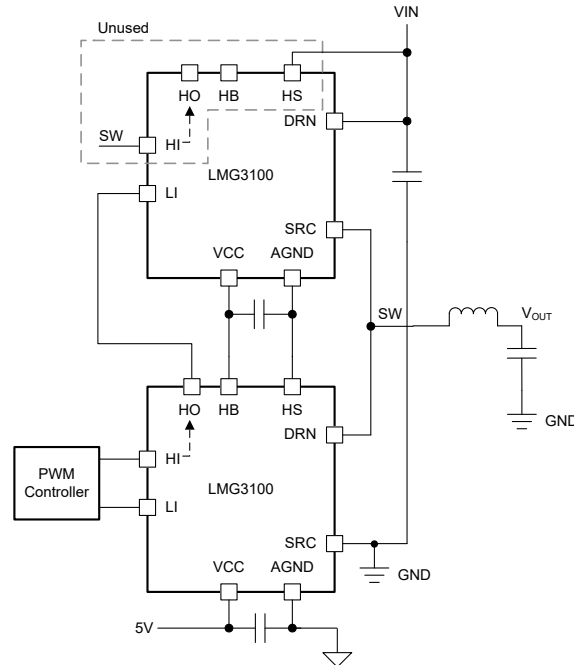 VIN
Unused
HO HB HS
DRN
SW
HI
LMG3100
LI
SRC
VCC AGND
SW
VOUT
GND
HO HB HS
DRN
HI
PWM
Controller
LMG3100
LI
SRC
VCC AGND
GND
5V